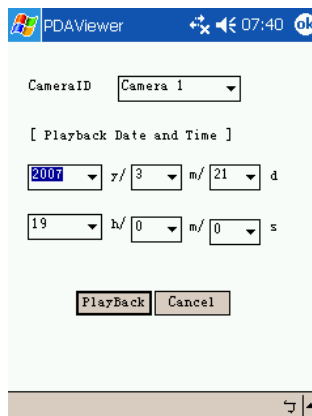 PDAViewer 07:40 ok
CameraID Camera 1
[ Playback Date and Time ]
2007 y/ 3 m/ 21 d
19 h/ 0 m/ 0 s
PlayBack Cancel